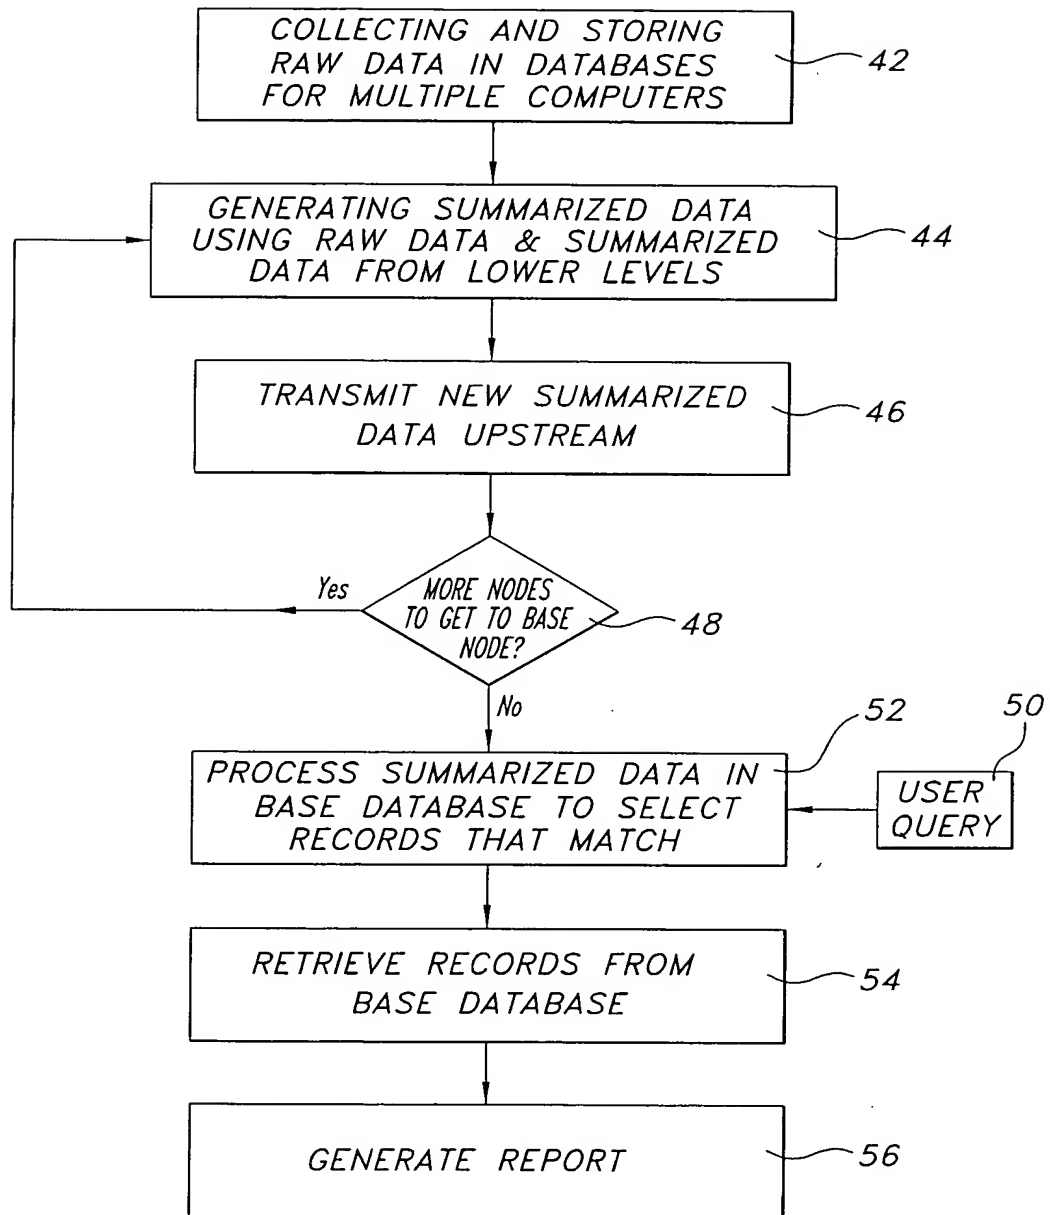 COLLECTING AND STORING
RAW DATA IN DATABASES
FOR MULTIPLE COMPUTERS
42
GENERATING SUMMARIZED DATA
USING RAW DATA & SUMMARIZED
DATA FROM LOWER LEVELS
44
TRANSMIT NEW SUMMARIZED
DATA UPSTREAM
46
Yes
MORE NODES
TO GET TO BASE
NODE?
48
No
52
50
PROCESS SUMMARIZED DATA IN
BASE DATABASE TO SELECT
RECORDS THAT MATCH
USER
QUERY
RETRIEVE RECORDS FROM
BASE DATABASE
54
GENERATE REPORT
56